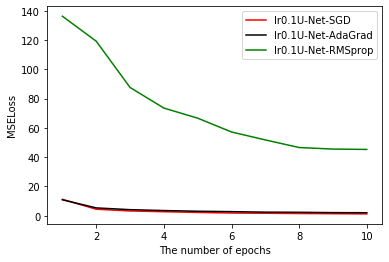 140
120
100
80
60
40
20
0
MSELoss
lr0.1U-Net-SGD
lr0.1U-Net-AdaGrad
lr0.1U-Net-RMSprop
2
4
6
8
10
The number of epochs